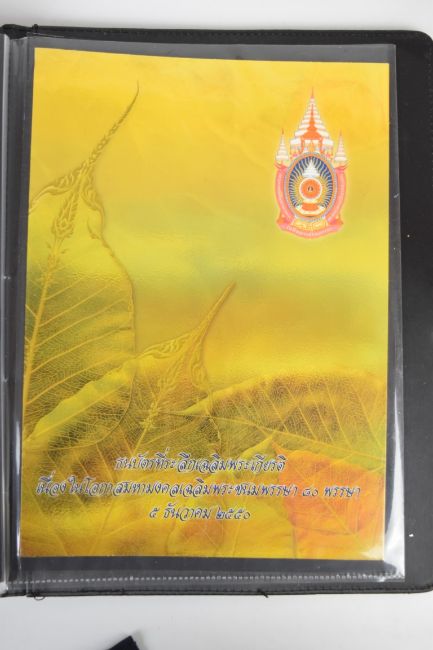 ธนบัตรที่ระลึกเฉลิมพระเกียรติ
เนื่องในโอกาสมหามงคลเฉลิมพระชนมพรรษา ๘๐ พรรษา
๕ ธันวาคม ๒๕๕๐